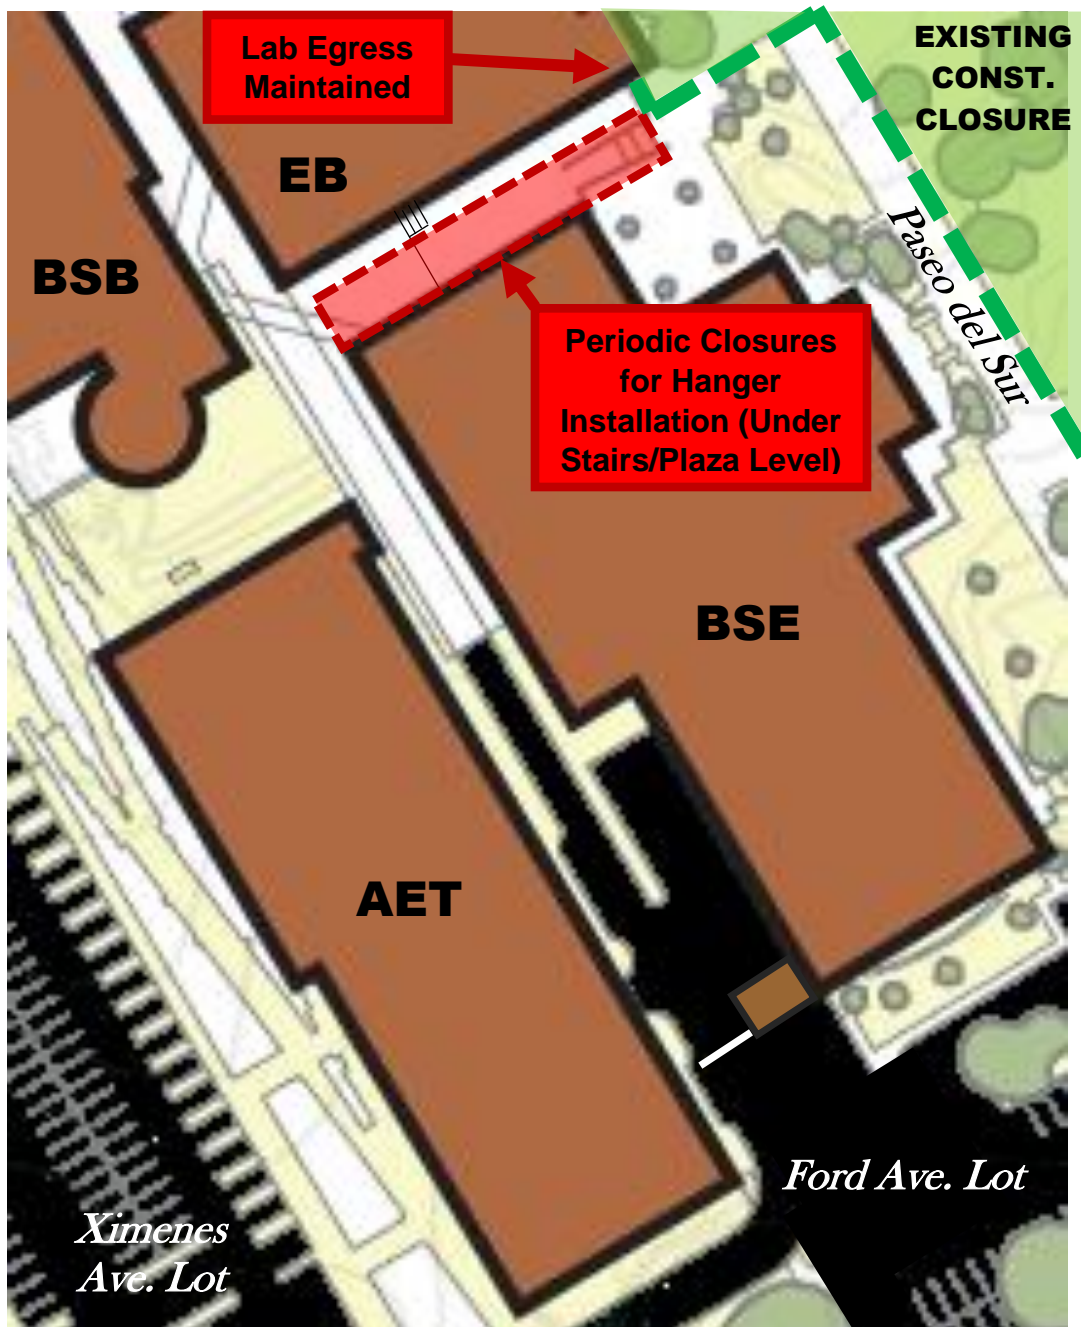 Lab Egress
Maintained
EXISTING
CONST.
CLOSURE
EB
BSB
Paseo del Sur
Periodic Closures
for Hanger
Installation (Under
Stairs/Plaza Level)
BSE
AET
Ford Ave. Lot
Ximenes
Ave. Lot